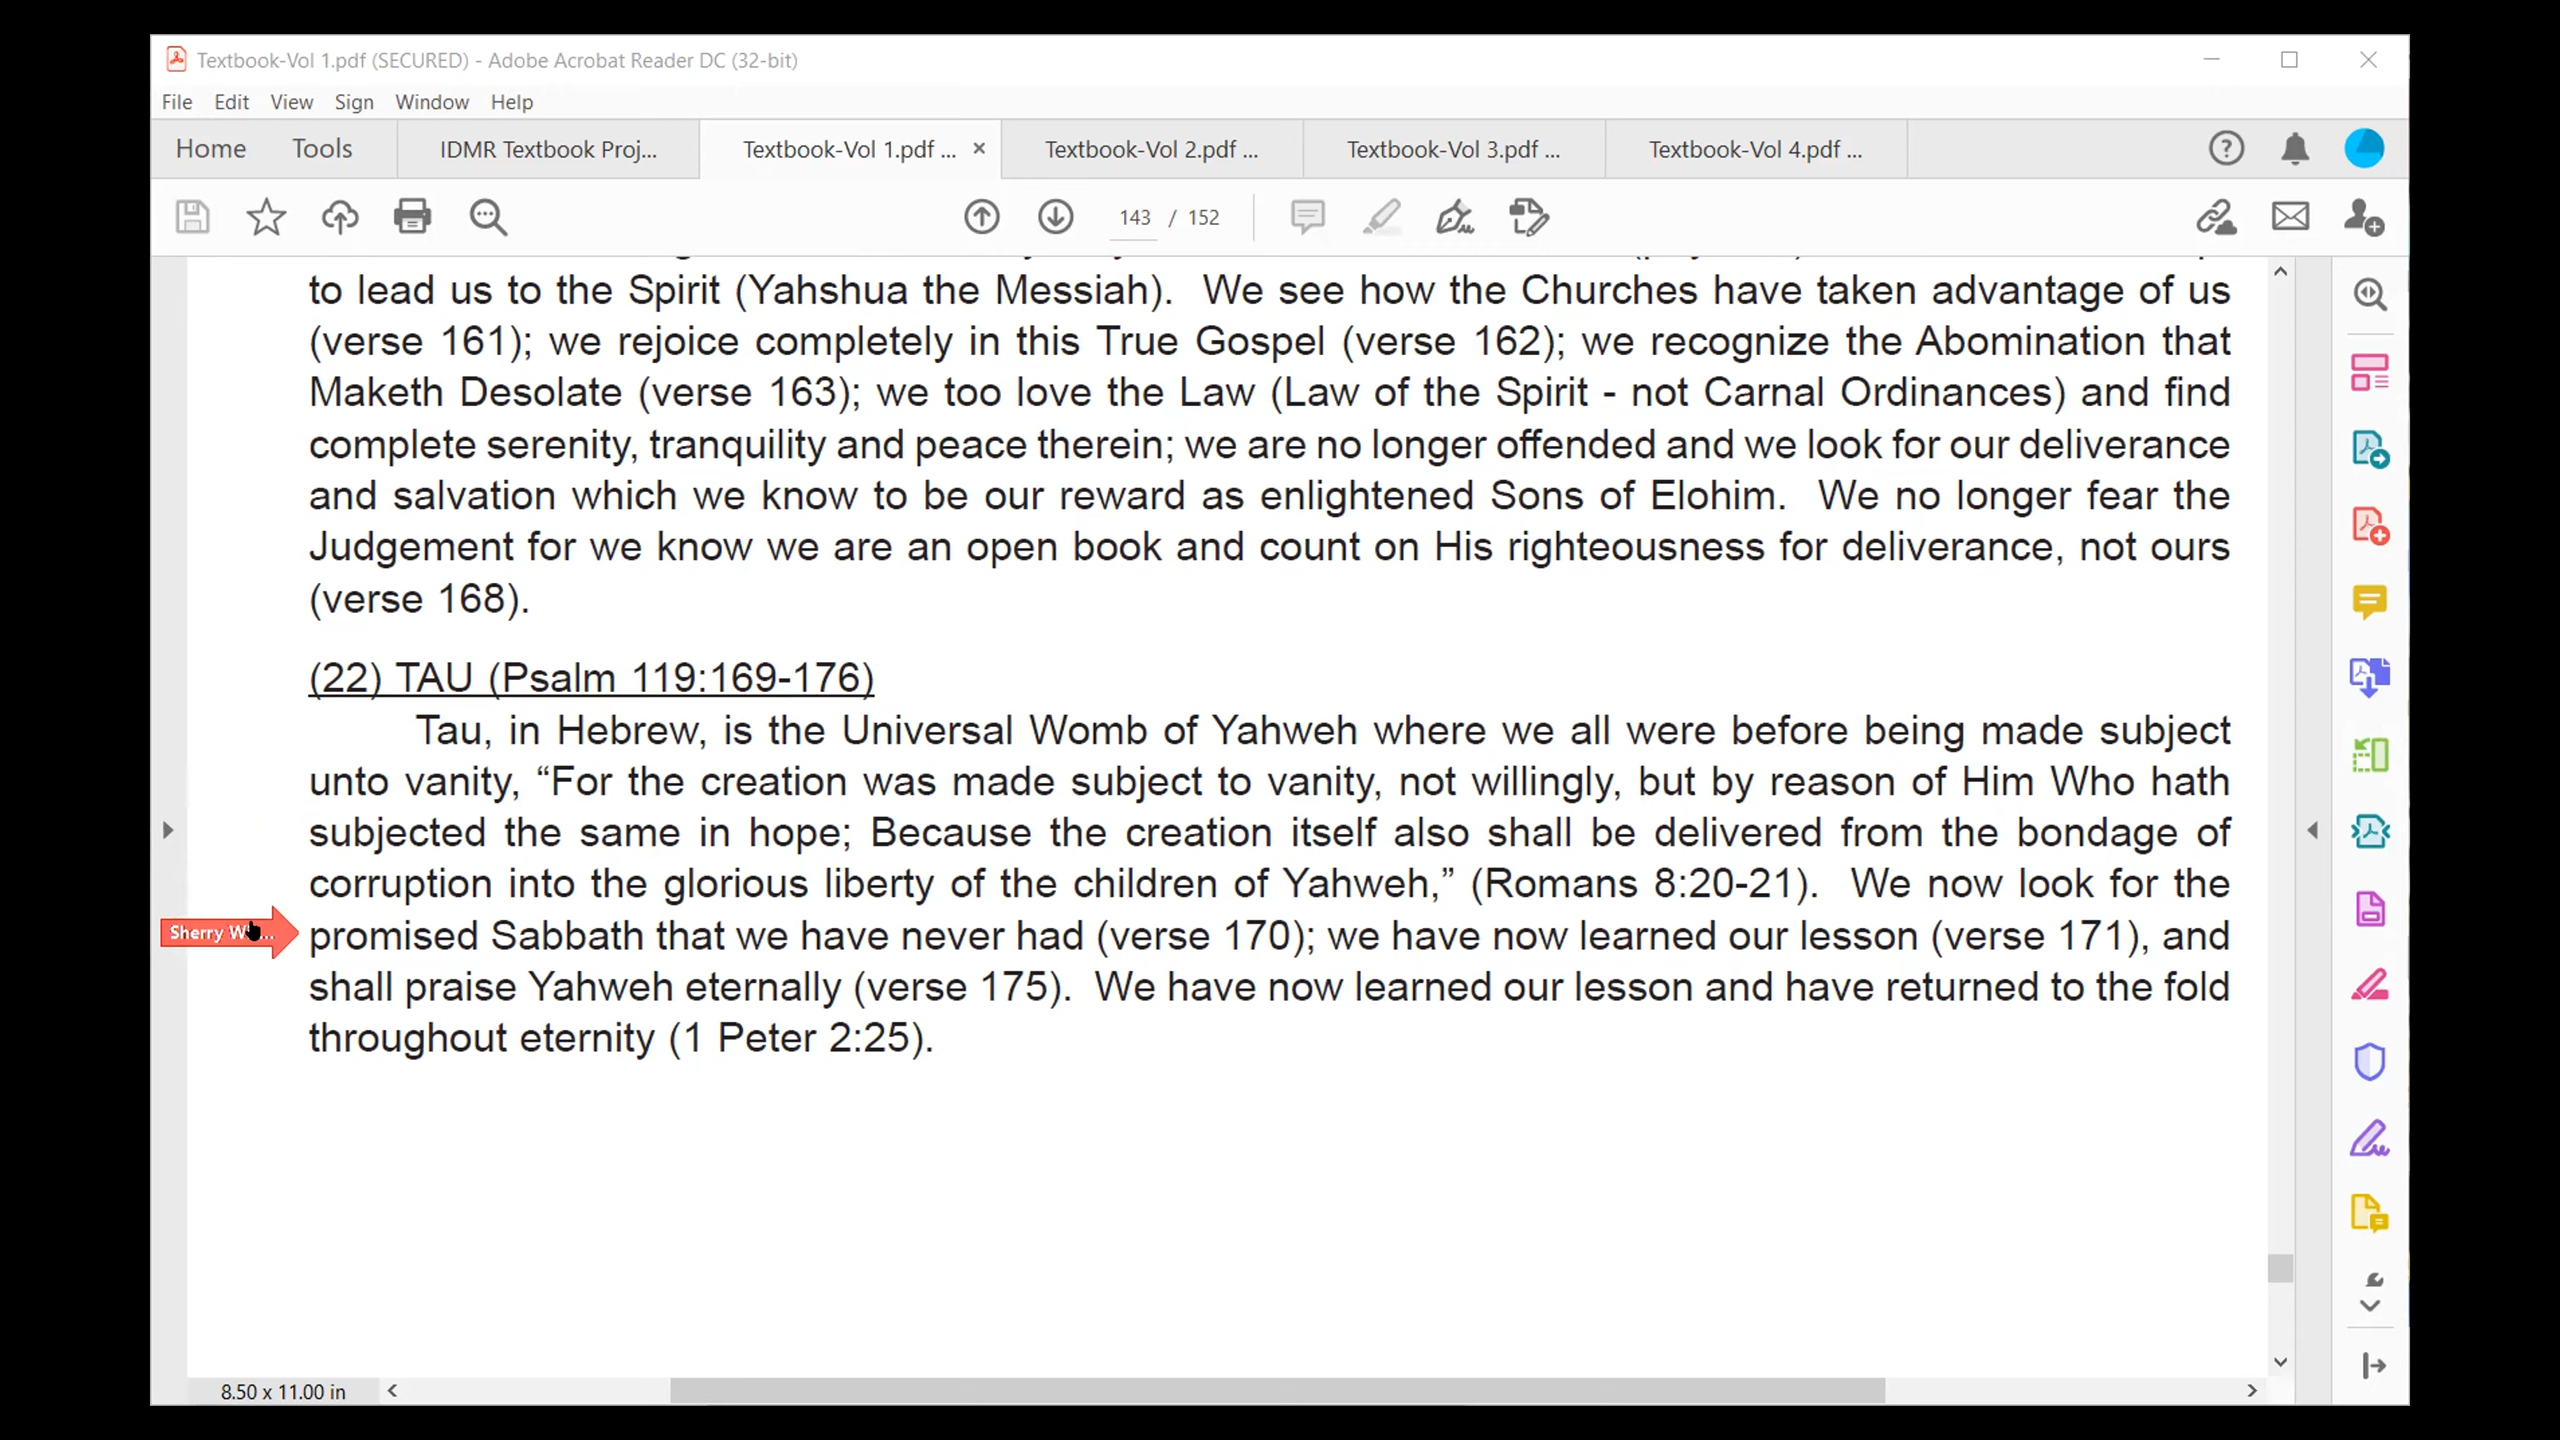 Textbook-Vol 1.pdf (SECURED) - Adobe Acrobat Reader DC (32-bit)
File Edit View Sign Window Help
Home Tools IDMR Textbook Proj... Textbook-Vol 1.pdf ... × Textbook-Vol 2.pdf ... Textbook-Vol 3.pdf ... Textbook-Vol 4.pdf ...
143 / 152
to lead us to the Spirit (Yahshua the Messiah). We see how the Churches have taken advantage of us
(verse 161); we rejoice completely in this True Gospel (verse 162); we recognize the Abomination that
Maketh Desolate (verse 163); we too love the Law (Law of the Spirit - not Carnal Ordinances) and find
complete serenity, tranquility and peace therein; we are no longer offended and we look for our deliverance
and salvation which we know to be our reward as enlightened Sons of Elohim. We no longer fear the
Judgement for we know we are an open book and count on His righteousness for deliverance, not ours
(verse 168).
(22) TAU (Psalm 119:169-176)
Tau, in Hebrew, is the Universal Womb of Yahweh where we all were before being made subject
unto vanity, “For the creation was made subject to vanity, not willingly, but by reason of Him Who hath
subjected the same in hope; Because the creation itself also shall be delivered from the bondage of
corruption into the glorious liberty of the children of Yahweh,” (Romans 8:20-21). We now look for the
Sherry
promised Sabbath that we have never had (verse 170); we have now learned our lesson (verse 171), and
shall praise Yahweh eternally (verse 175). We have now learned our lesson and have returned to the fold
throughout eternity (1 Peter 2:25).
8.50 x 11.00 in